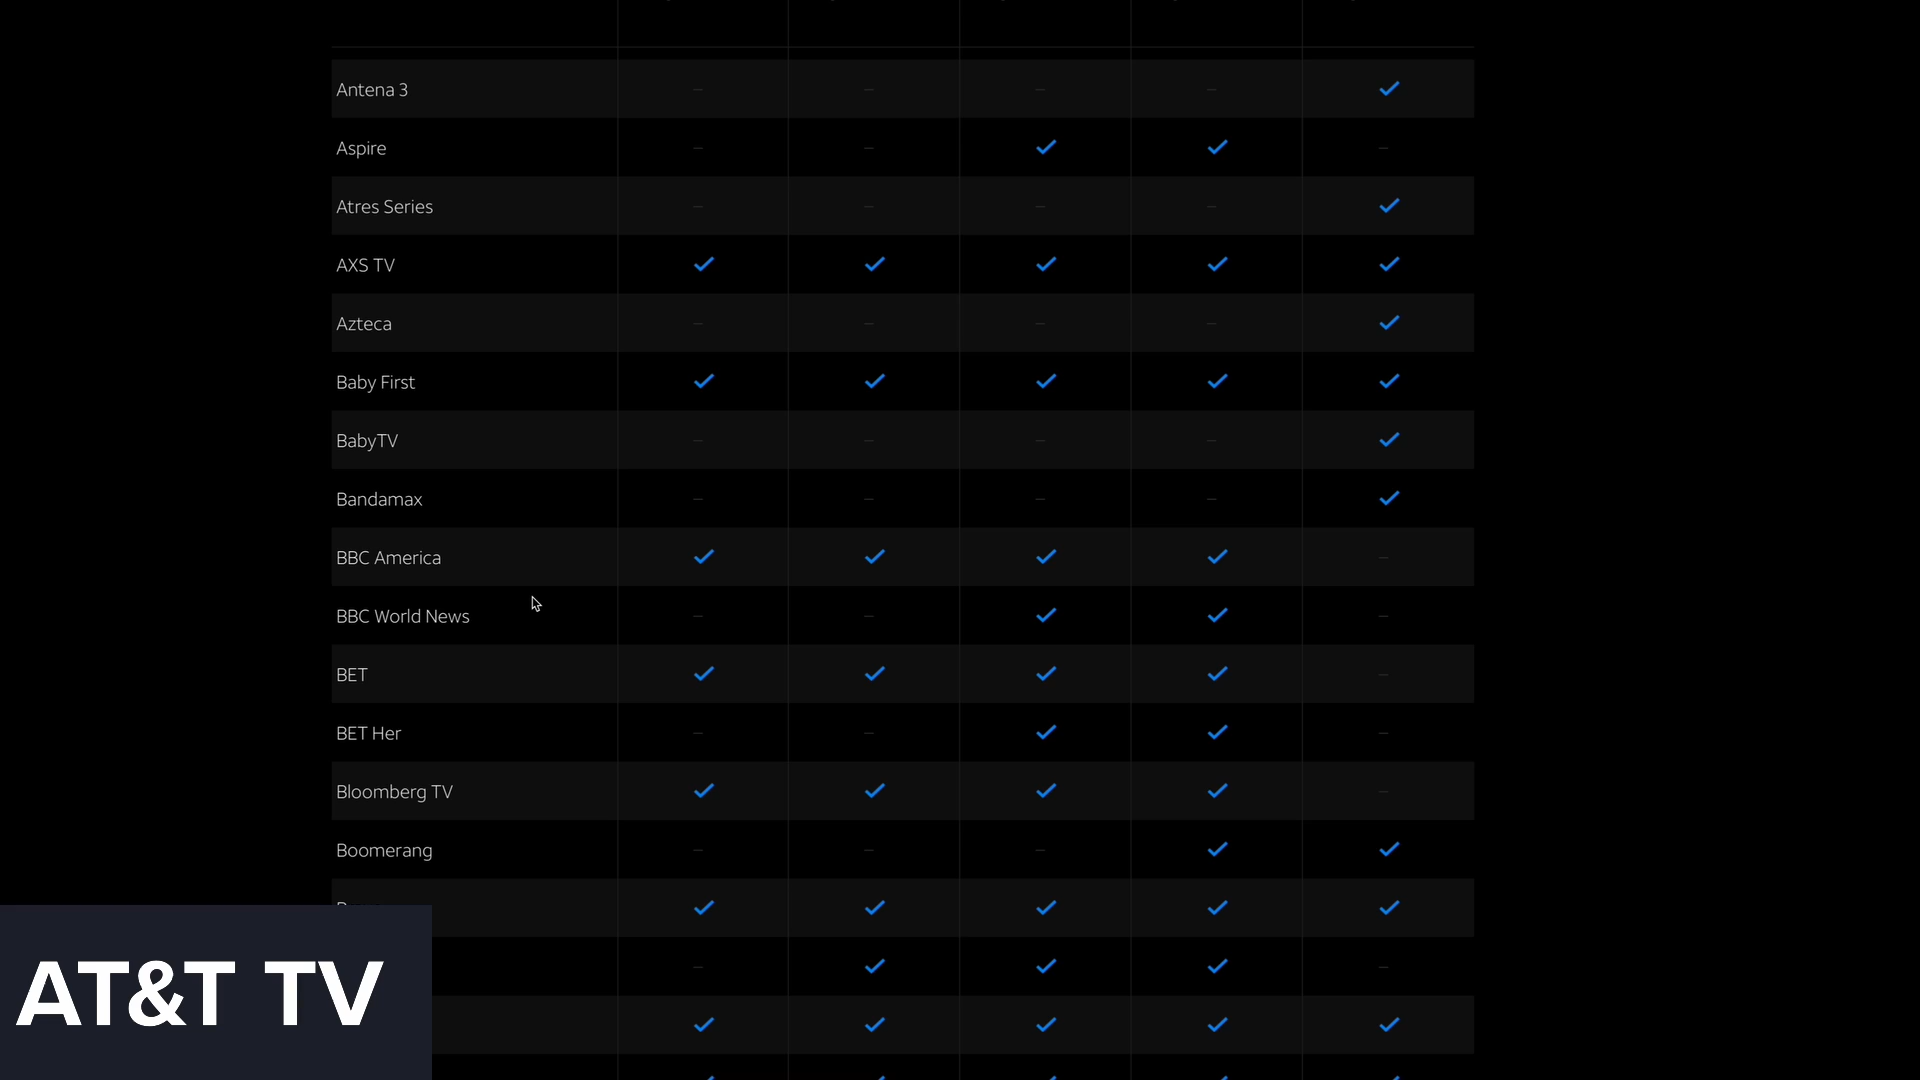 Antena 3
Aspire
Atres Series
AXS TV
Azteca
Baby First
BabyTV
Bandamax
BBC America
BBC World News
BET
BET Her
Bloomberg TV
Boomerang
AT&T TV